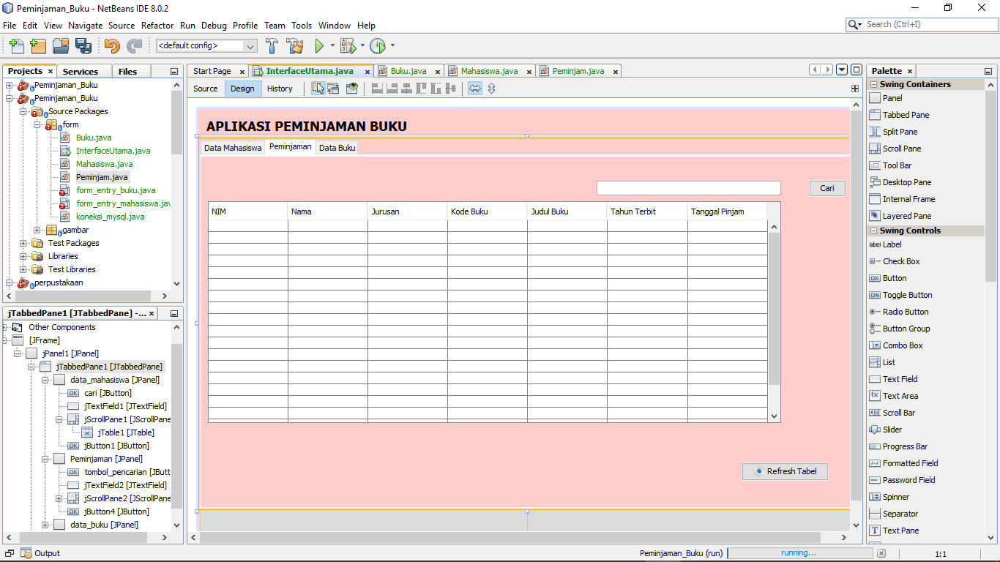 Peminjaman_Buku - NetBeans IDE 8.0.2
File Edit View Navigate Source Refactor Run Debug Profile Team Tools Window Help
Search (Ctrl+I)
<default config>
Projects
Services
Files
Peminjaman_Buku
Peminjaman_Buku
Source Packages
form
Buku.java
InterfaceUtama.java
Mahasiswa.java
Peminjam.java
form_entry_buku.java
form_entry_mahasiswa.jav
koneksi_mysql.java
gambar
Test Packages
Libraries
Test Libraries
perpustakaan
jTabbedPane1 [JTabbedPane] -...
Other Components
[JFrame]
jPanel1 [JPanel]
jTabbedPane1 [JTabbedPane]
data_mahasiswa [JPanel]
cari [JButton]
jTextField1 [JTextField]
jScrollPane1 [JScrollPane
jTable1 [JTable]
jButton1 [JButton]
Peminjaman [JPanel]
tombol_pencarian [JButt
jTextField2 [JTextField]
jScrollPane2 [JScrollPane
jButton4 [JButton]
data_buku [JPanel]
Start Page
InterfaceUtama.java
Buku.java
Mahasiswa.java
Peminjam.java
Source Design History
APLIKASI PEMINJAMAN BUKU
Data Mahasiswa Peminjaman Data Buku
Cari
NIM Nama Jurusan Kode Buku Judul Buku Tahun Terbit Tanggal Pinjam
Refresh Tabel
Palette
Swing Containers
Panel
Tabbed Pane
Split Pane
Scroll Pane
Tool Bar
Desktop Pane
Internal Frame
Layered Pane
Swing Controls
label Label
Check Box
OK Button
ON Toggle Button
Radio Button
Button Group
Combo Box
List
Text Field
Text Area
Scroll Bar
Slider
Progress Bar
Formatted Field
Password Field
Spinner
Separator
Text Pane
Output
Peminjaman_Buku (run)
running...
1:1